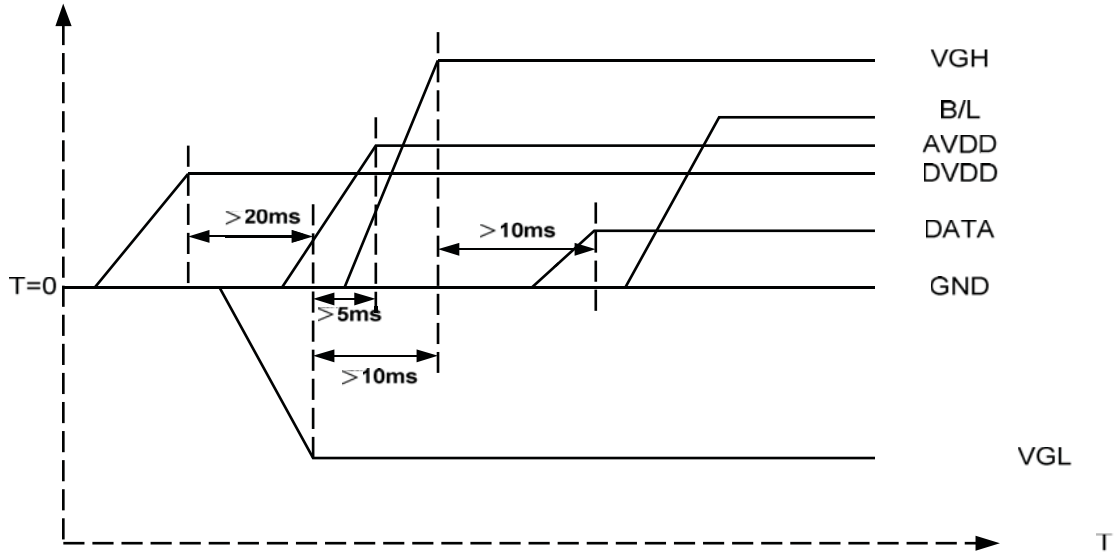 VGH
B/L
AVDD
DVDD
>20ms
>10ms
DATA
T=0
GND
>5ms
>10ms
VGL
T